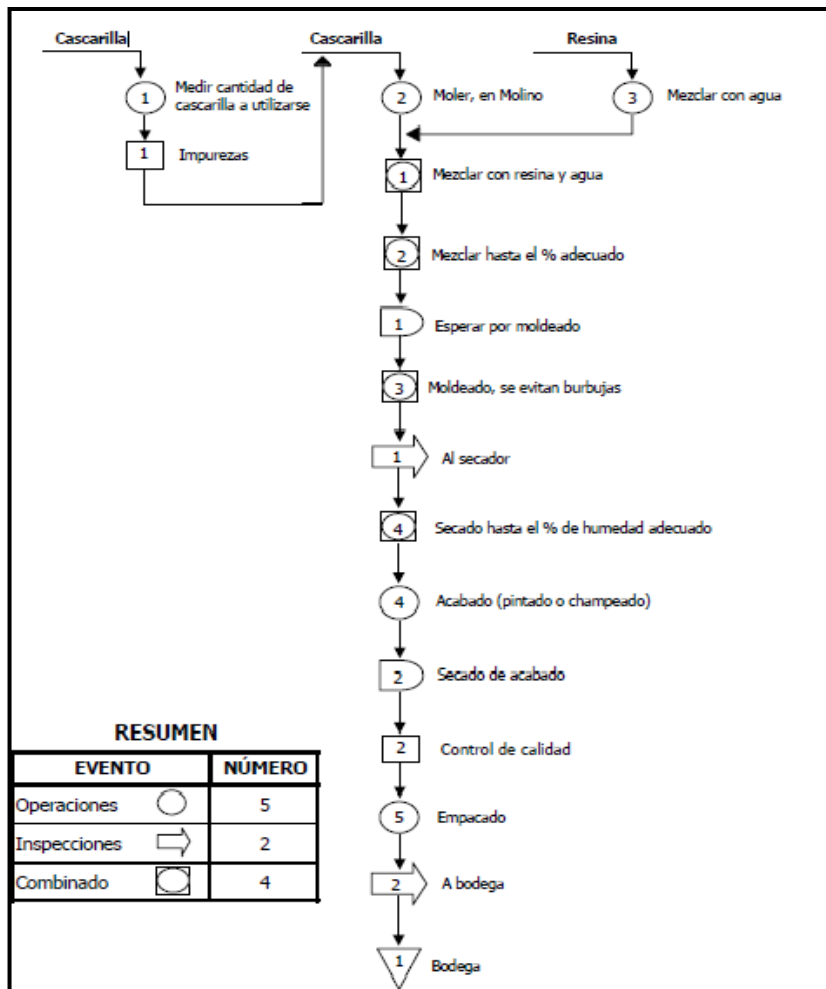 Cascarilla
Cascarilla
Resina
1
Medir cantidad de
cascarilla a utilizarse
2
Moler, en Molino
3
Mezclar con agua
1
Impurezas
1
Mezclar con resina y agua
2
Mezclar hasta el % adecuado
1
Esperar por moldeado
3
Moldeado, se evitan burbujas
1
Al secador
4
Secado hasta el % de humedad adecuado
4
Acabado (pintado o champeado)
2
Secado de acabado
2
Control de calidad
5
Empacado
2
A bodega
1
Bodega
RESUMEN
EVENTO NÚMERO
Operaciones 5
Inspecciones 2
Combinado 4